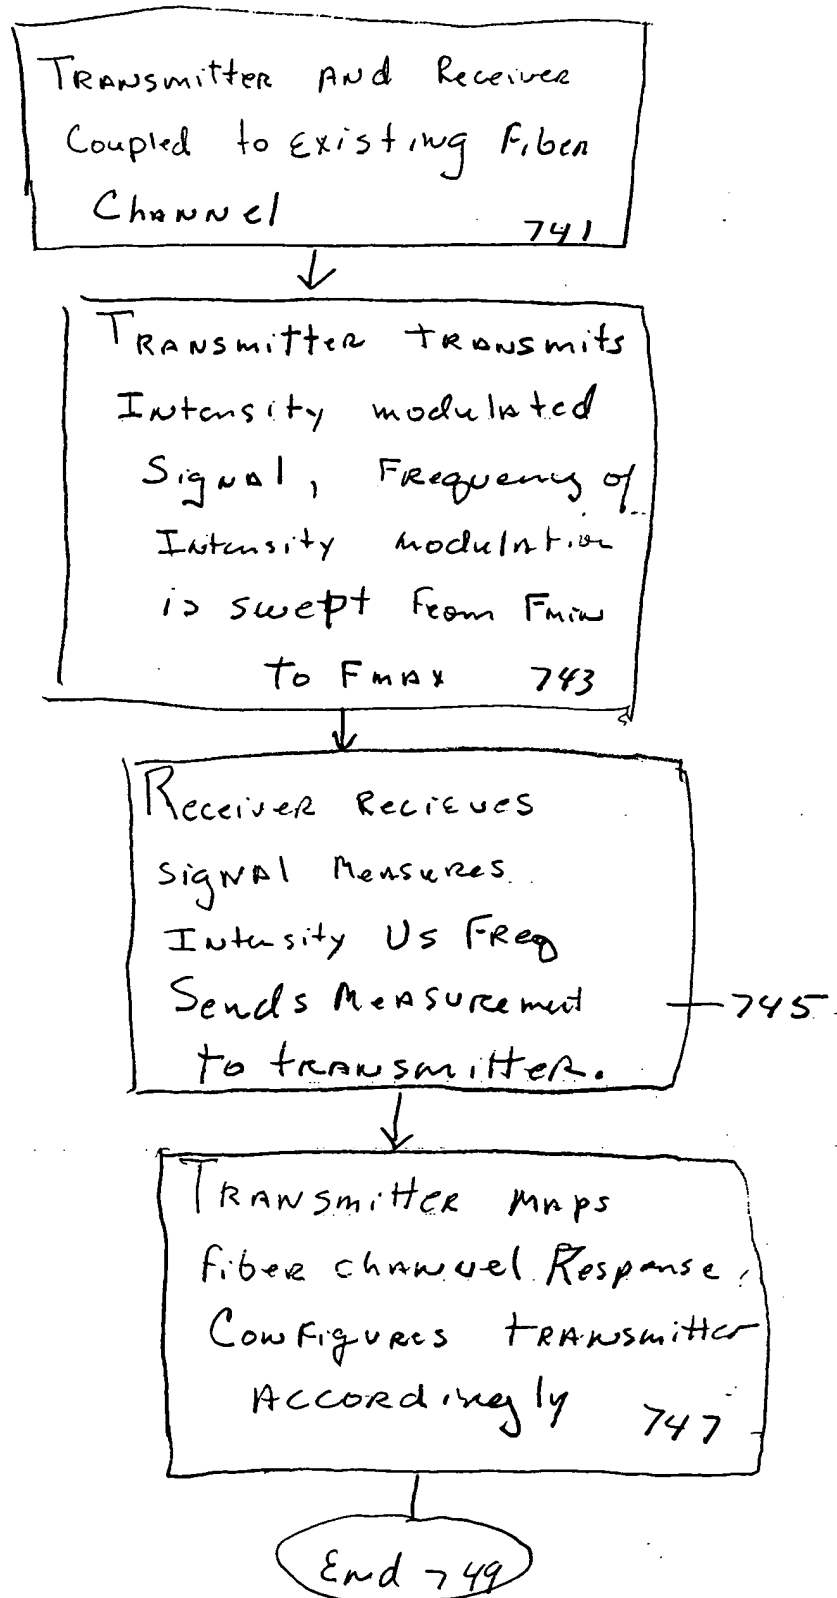 Transmitter and Receiver
Coupled to Existing Fiber
Channel
741
Transmitter transmits
Intensity modulated
Signal, Frequency of
Intensity modulation
is swept From Fmin
to Fmax 743
Receiver Recieves
signal Measures
Intensity Vs Freq
Sends Measurement
745
to transmitter.
Transmitter Maps
fiber channel Response,
Configures transmitter
Accordingly
747
End 749